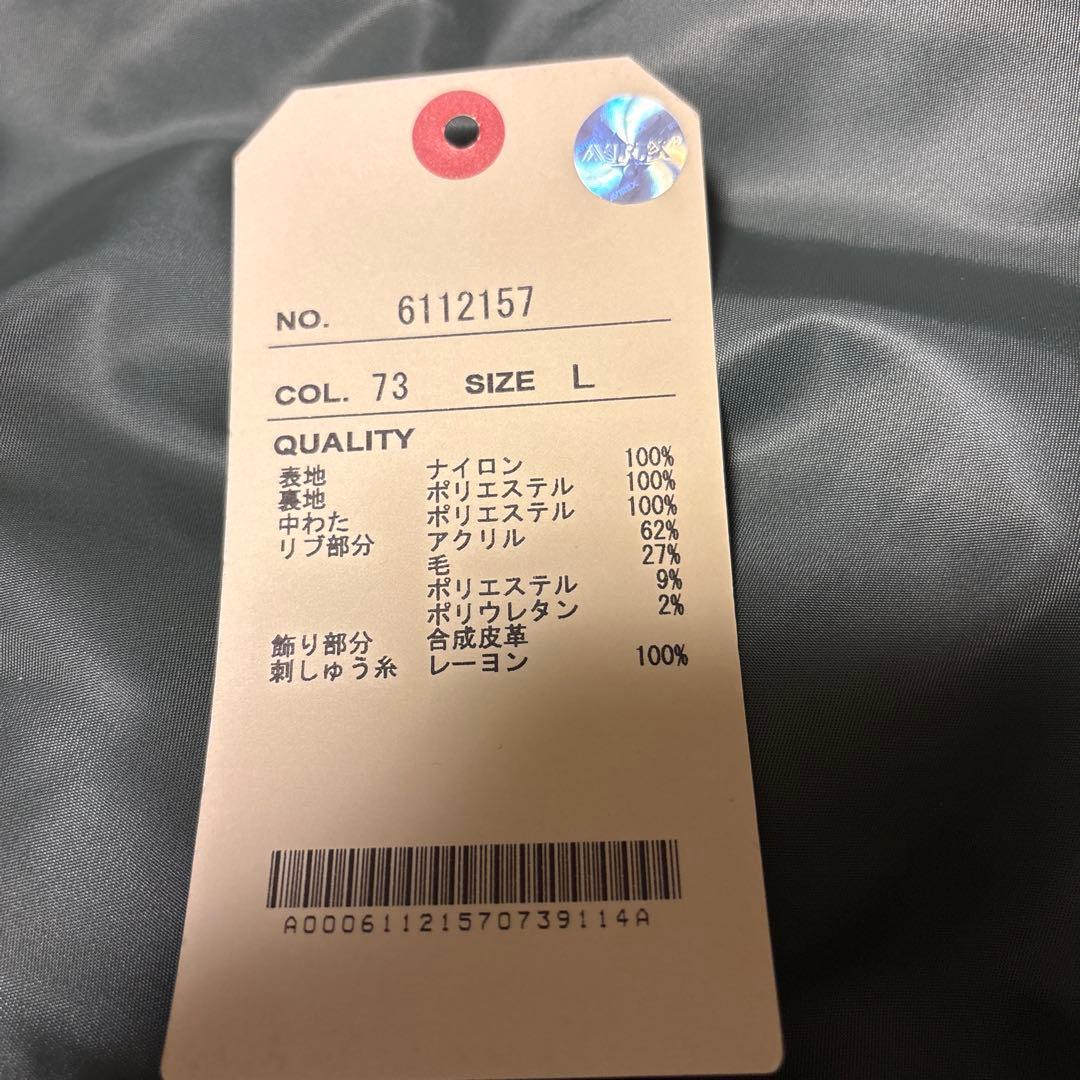 AVIREX
NO. 6112157
COL. 73 SIZE L
QUALITY
表地 ナイロン 100%
裏地 ポリエステル 100%
中わた ポリエステル 100%
リブ部分 アクリル 62%
毛 27%
ポリエステル 9%
ポリウレタン 2%
飾り部分 合成皮革
刺しゅう糸 レーヨン 100%
A00061121570739114A